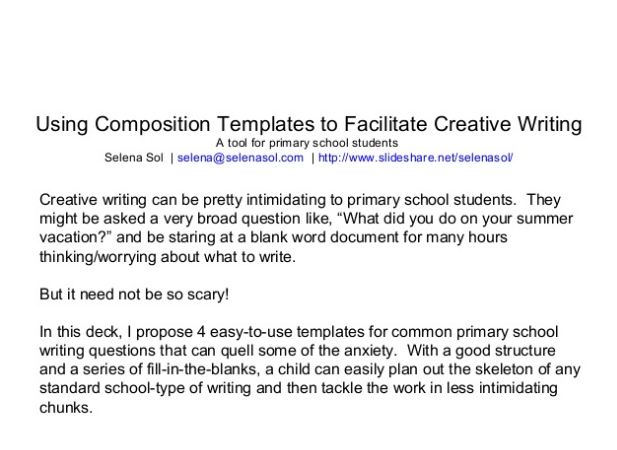 Using Composition Templates to Facilitate Creative Writing
A tool for primary school students
Selena Sol | selena@selenasol.com | http://www.slideshare.net/selenasol/
Creative writing can be pretty intimidating to primary school students.  They
might be asked a very broad question like, “What did you do on your summer
vacation?” and be staring at a blank word document for many hours
thinking/worrying about what to write.
But it need not be so scary!
In this deck, I propose 4 easy-to-use templates for common primary school
writing questions that can quell some of the anxiety.  With a good structure
and a series of fill-in-the-blanks, a child can easily plan out the skeleton of any
standard school-type of writing and then tackle the work in less intimidating
chunks.